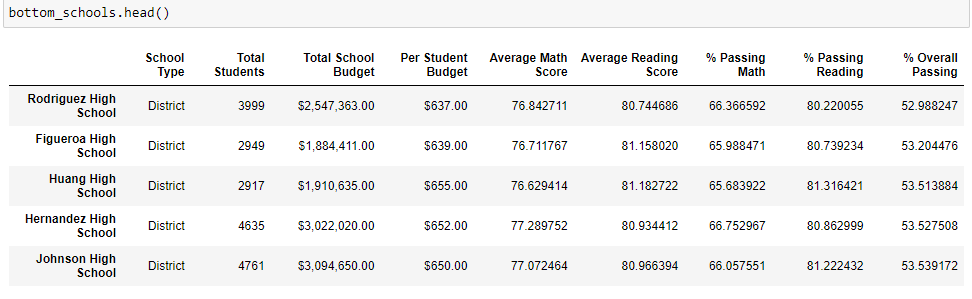 bottom_schools.head()
School Type Total Students Total School Budget Per Student Budget Average Math Score Average Reading Score % Passing Math % Passing Reading % Overall Passing
Rodriguez High School District 3999 $2,547,363.00 $637.00 76.842711 80.744686 66.366592 80.220055 52.988247
Figueroa High School District 2949 $1,884,411.00 $639.00 76.711767 81.158020 65.988471 80.739234 53.204476
Huang High School District 2917 $1,910,635.00 $655.00 76.629414 81.182722 65.683922 81.316421 53.513884
Hernandez High School District 4635 $3,022,020.00 $652.00 77.289752 80.934412 66.752967 80.862999 53.527508
Johnson High School District 4761 $3,094,650.00 $650.00 77.072464 80.966394 66.057551 81.222432 53.539172